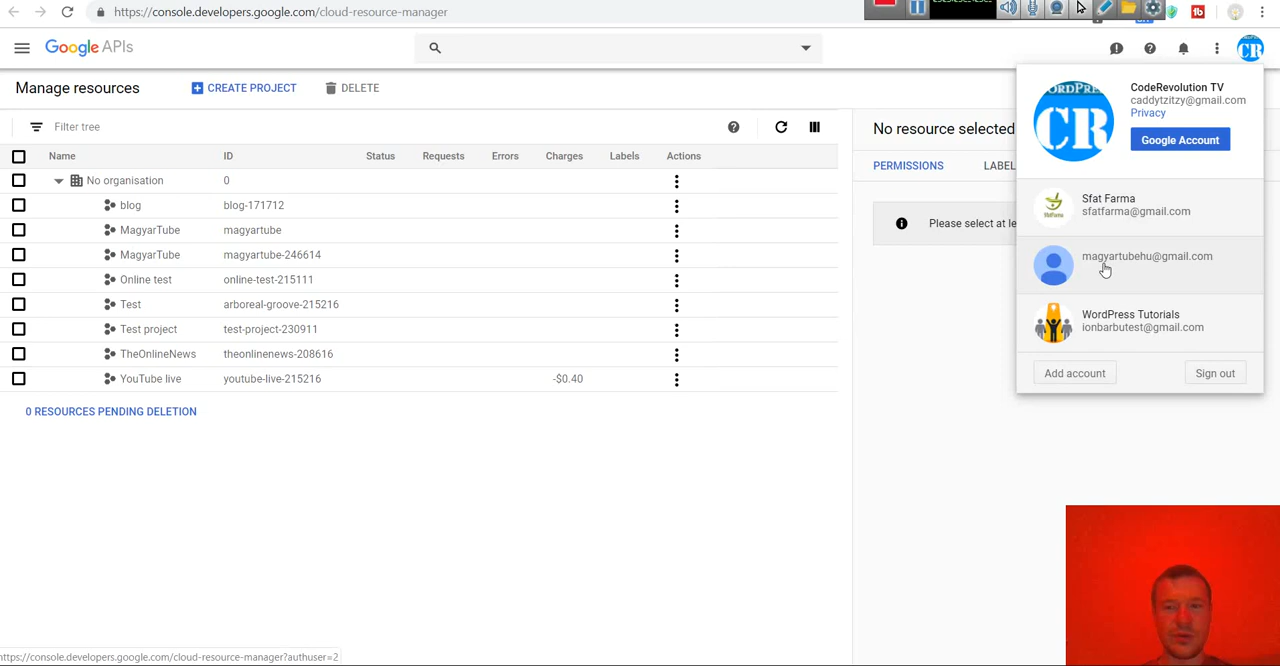 https://console.developers.google.com/cloud-resource-manager
Google APIs
Manage resources
CREATE PROJECT
DELETE
Filter tree
Name ID Status Requests Errors Charges Labels Actions
No organisation 0
blog blog-171712
MagyarTube magyartube
MagyarTube magyartube-246614
Online test online-test-215111
Test arboreal-groove-215216
Test project test-project-230911
TheOnlineNews theonlinenews-208616
YouTube live youtube-live-215216 -$0.40
0 RESOURCES PENDING DELETION
No resource selected
PERMISSIONS LABEL
Please select at le
CodeRevolution TV
caddytzitzy@gmail.com
Privacy
Google Account
CR
CR
Sfat Farma
sfatfarma@gmail.com
magyartubehu@gmail.com
WordPress Tutorials
ionbarbutest@gmail.com
Add account
Sign out
https://console.developers.google.com/cloud-resource-manager?authuser=2